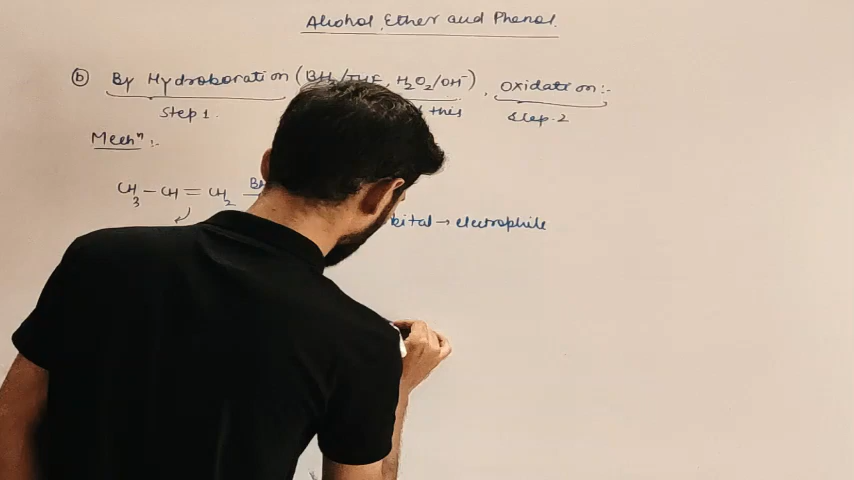 Alcohol, Ether and Phenol.
(b) By Hydroboration (BH3/THF, H2O2/OH⁻), Oxidation:-
Step 1. this Step-2
Mechⁿ :-
CH3-CH=CH2
→ electrophile